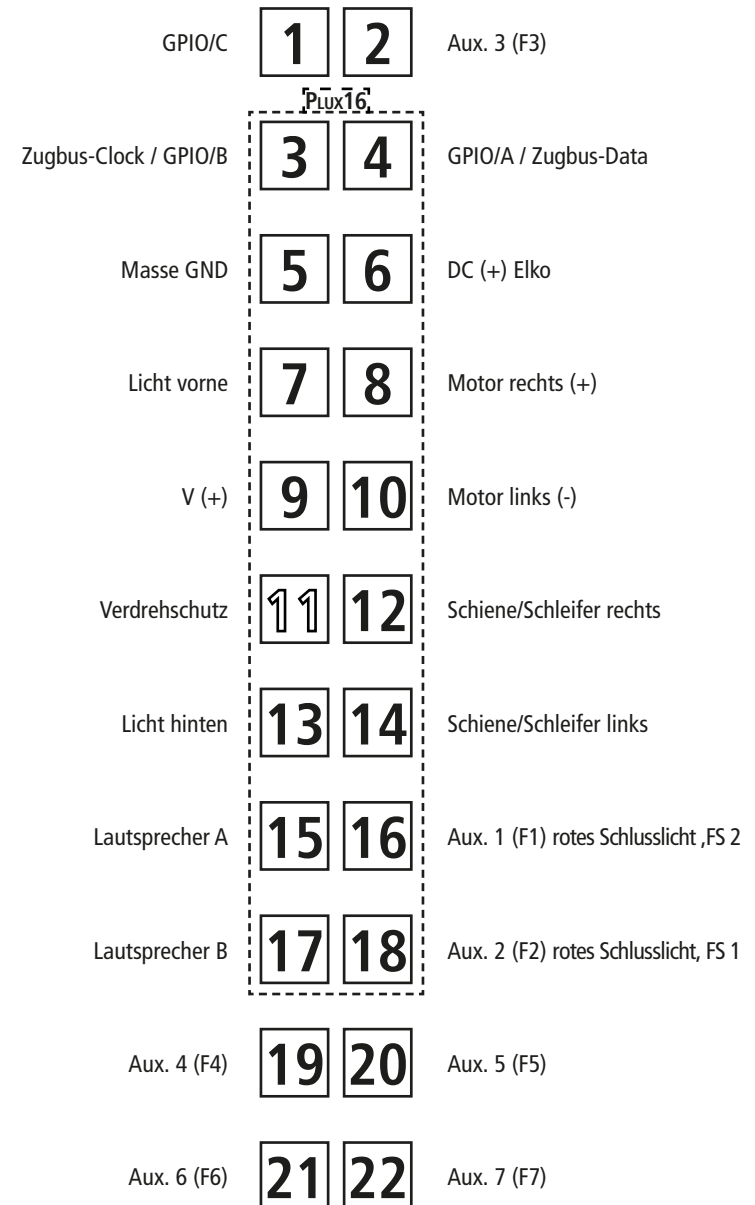 GPIO/C 1 2 Aux. 3 (F3)
PLUX16
Zugbus-Clock / GPIO/B 3 4 GPIO/A / Zugbus-Data
Masse GND 5 6 DC (+) Elko
Licht vorne 7 8 Motor rechts (+)
V (+) 9 10 Motor links (-)
Verdrehschutz 11 12 Schiene/Schleifer rechts
Licht hinten 13 14 Schiene/Schleifer links
Lautsprecher A 15 16 Aux. 1 (F1) rotes Schlusslicht ,FS 2
Lautsprecher B 17 18 Aux. 2 (F2) rotes Schlusslicht, FS 1
Aux. 4 (F4) 19 20 Aux. 5 (F5)
Aux. 6 (F6) 21 22 Aux. 7 (F7)